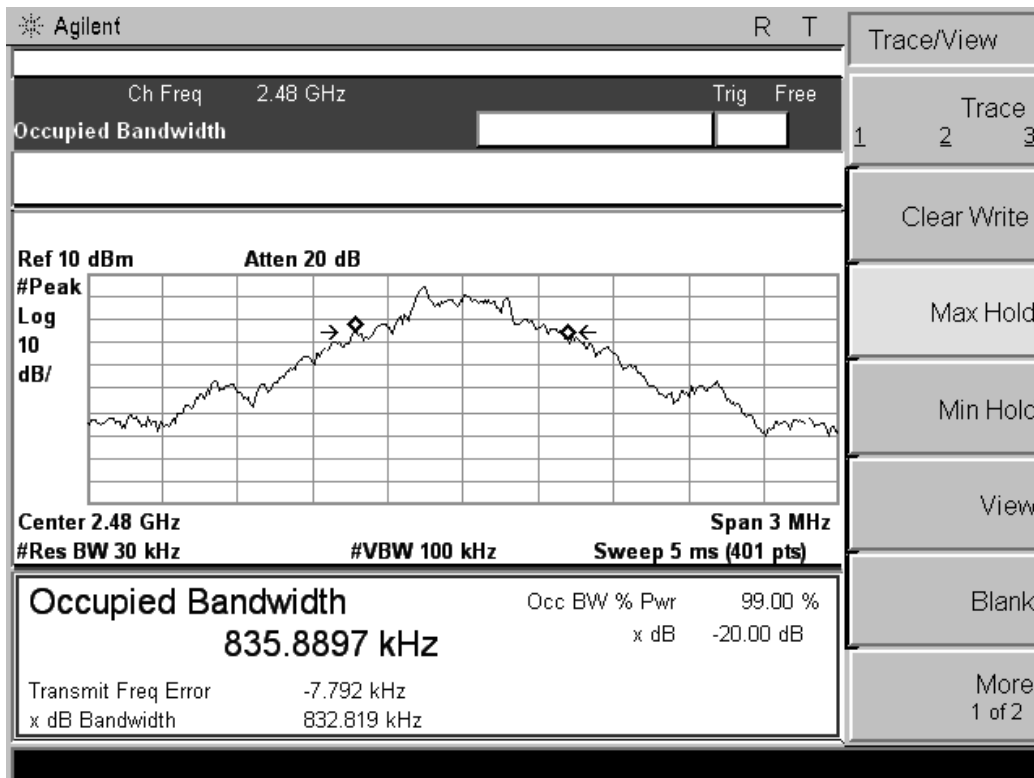 Agilent
R T
Trace/View
Ch Freq 2.48 GHz
Trig Free
Occupied Bandwidth
Trace
1 2 3
Clear Write
Max Hold
Min Hold
View
Blank
More
1 of 2
Ref 10 dBm
Atten 20 dB
#Peak
Log
10
dB/
Center 2.48 GHz
Span 3 MHz
#Res BW 30 kHz
#VBW 100 kHz
Sweep 5 ms (401 pts)
Occupied Bandwidth
835.8897 kHz
Occ BW % Pwr 99.00 %
x dB -20.00 dB
Transmit Freq Error -7.792 kHz
x dB Bandwidth 832.819 kHz